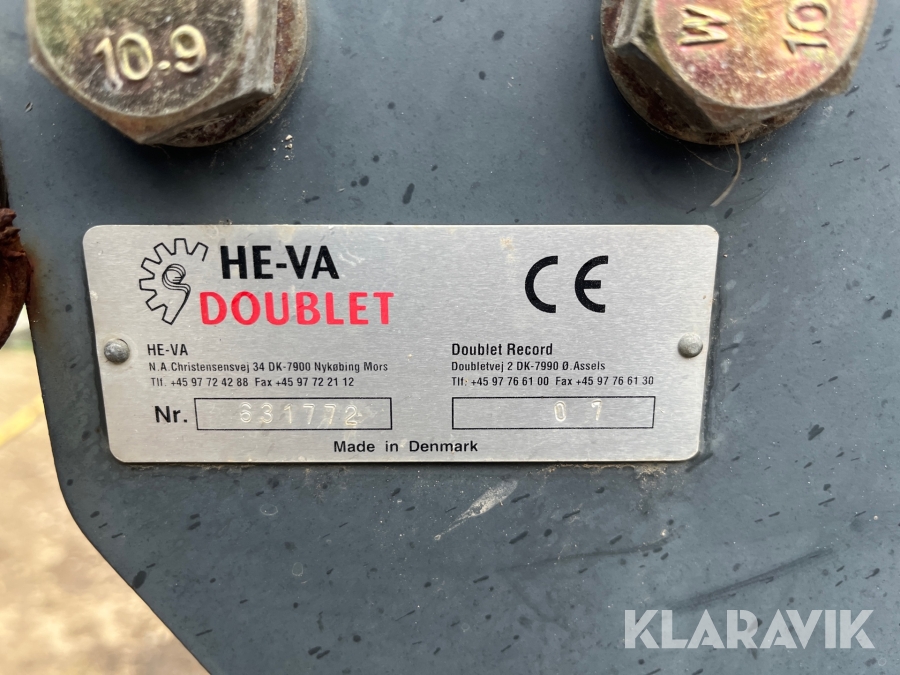 10.9
W
10
HE-VA
DOUBLET
CE
HE-VA
N.A.Christensensvej 34 DK-7900 Nykøbing Mors
Tlf. +45 97 72 42 88 Fax +45 97 72 21 12
Doublet Record
Doubletvej 2 DK-7990 Ø.Assels
Tlf: +45 97 76 61 00 Fax +45 97 76 61 30
Nr. 631772
07
Made in Denmark
KLARAVIK